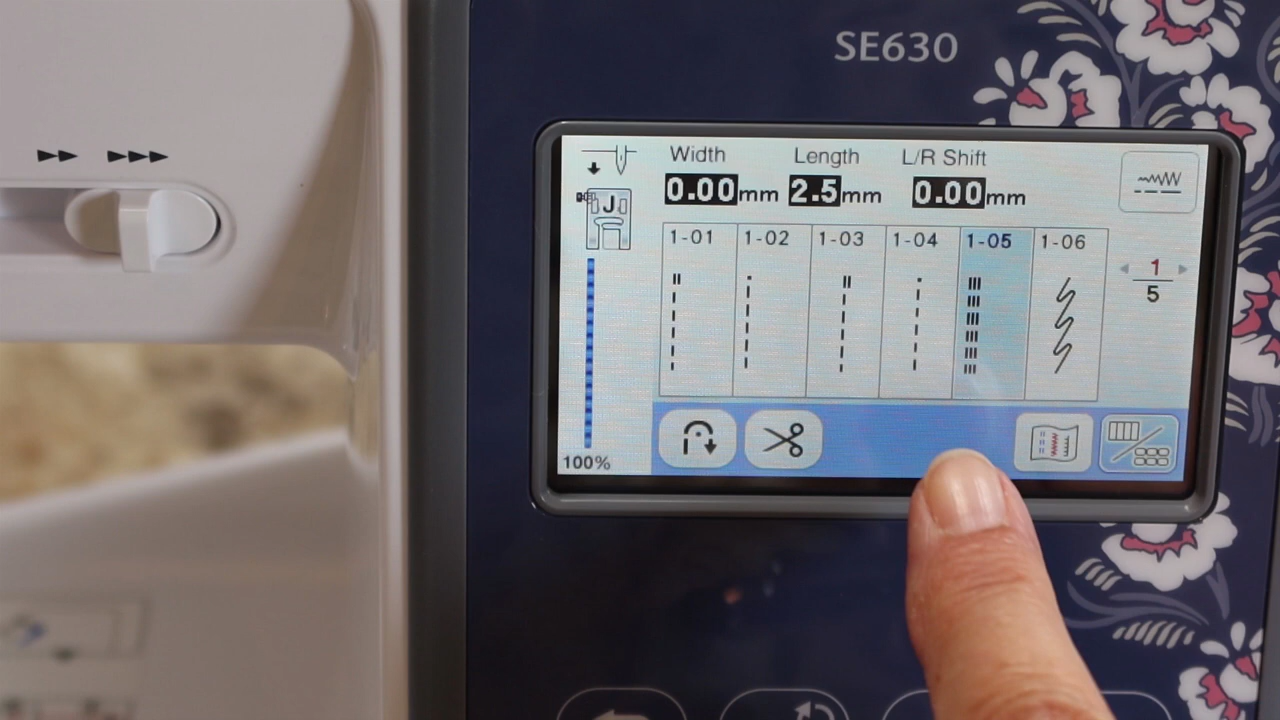 SE630
Width Length L/R Shift
0.00mm 2.5mm 0.00mm
J
1-01 1-02 1-03 1-04 1-05 1-06
1
5
100%